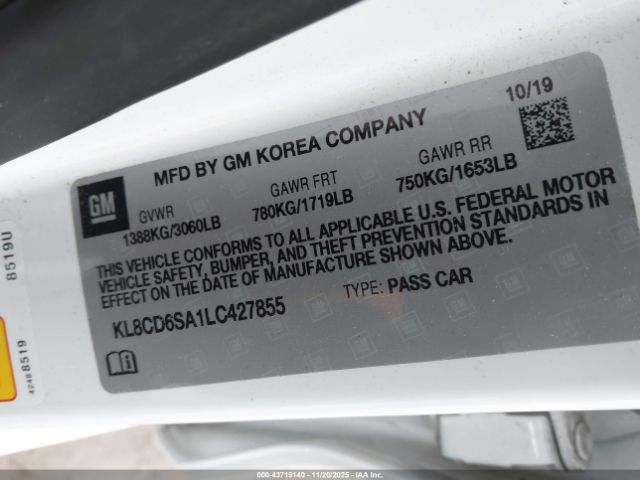 10/19
MFD BY GM KOREA COMPANY
GM
GVWR
1388KG/3060LB
GAWR FRT
780KG/1719LB
GAWR RR
750KG/1653LB
THIS VEHICLE CONFORMS TO ALL APPLICABLE U.S. FEDERAL MOTOR
VEHICLE SAFETY, BUMPER, AND THEFT PREVENTION STANDARDS IN
EFFECT ON THE DATE OF MANUFACTURE SHOWN ABOVE.
KL8CD6SA1LC427855
TYPE: PASS CAR
8519U
42488519
000-43719140 - 11/20/2025 - IAA Inc.